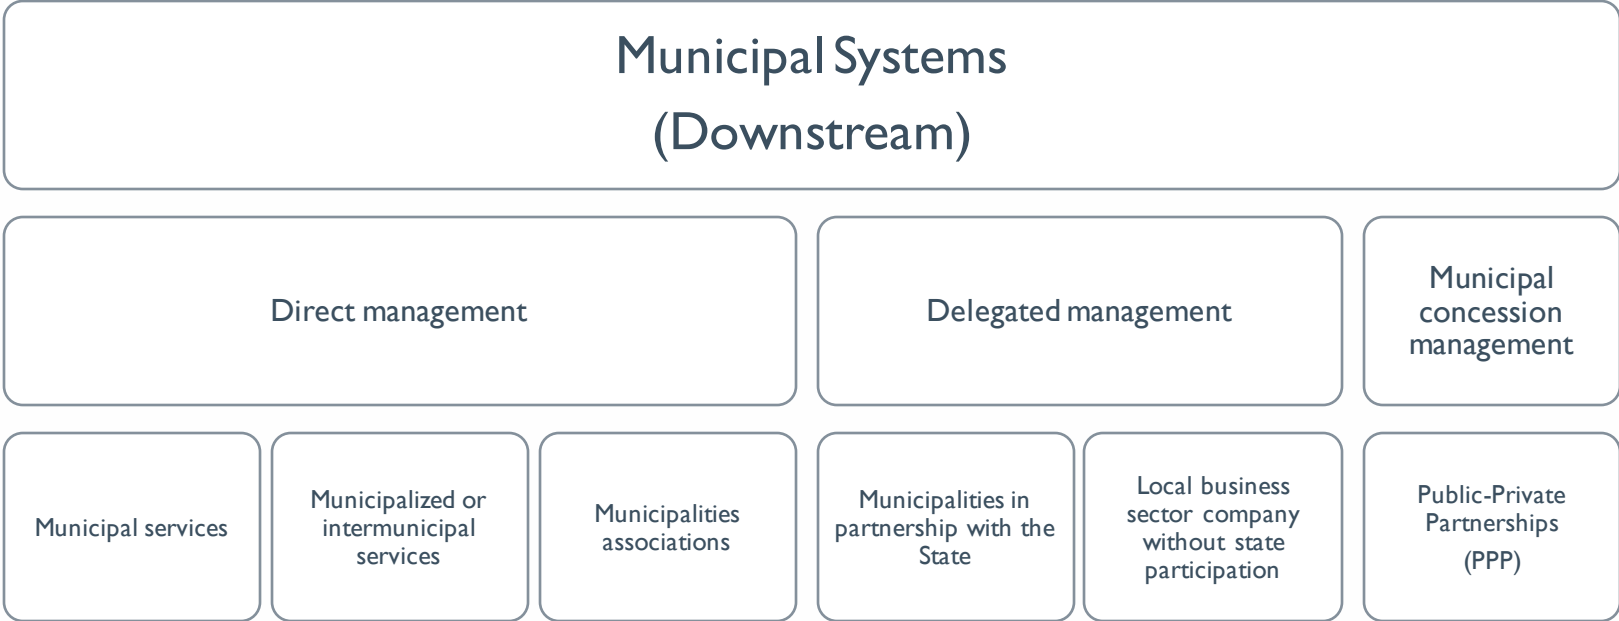 Municipal Systems
(Downstream)
Direct management
Delegated management
Municipal
concession
management
Municipal services
Municipalized or
intermunicipal
services
Municipalities
associations
Municipalities in
partnership with the
State
Local business
sector company
without state
participation
Public-Private
Partnerships
(PPP)